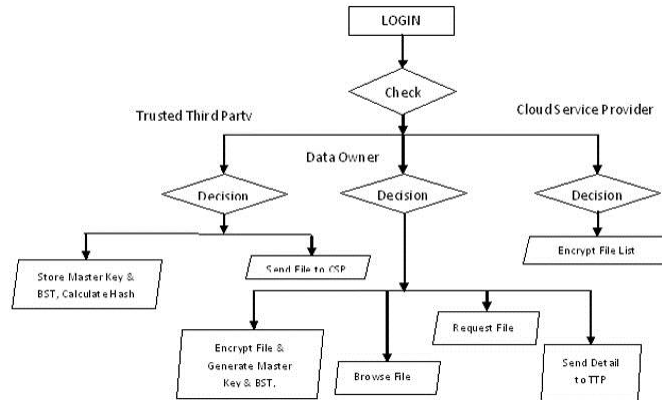 LOGIN
Check
Trusted Third Party
Cloud Service Provider
Data Owner
Decision
Decision
Decision
Encrypt File List
Store Master Key &
BST, Calculate Hash
Send File to CSP
Encrypt File &
Generate Master
Key & BST.
Browse File
Request File
Send Detail
to TTP